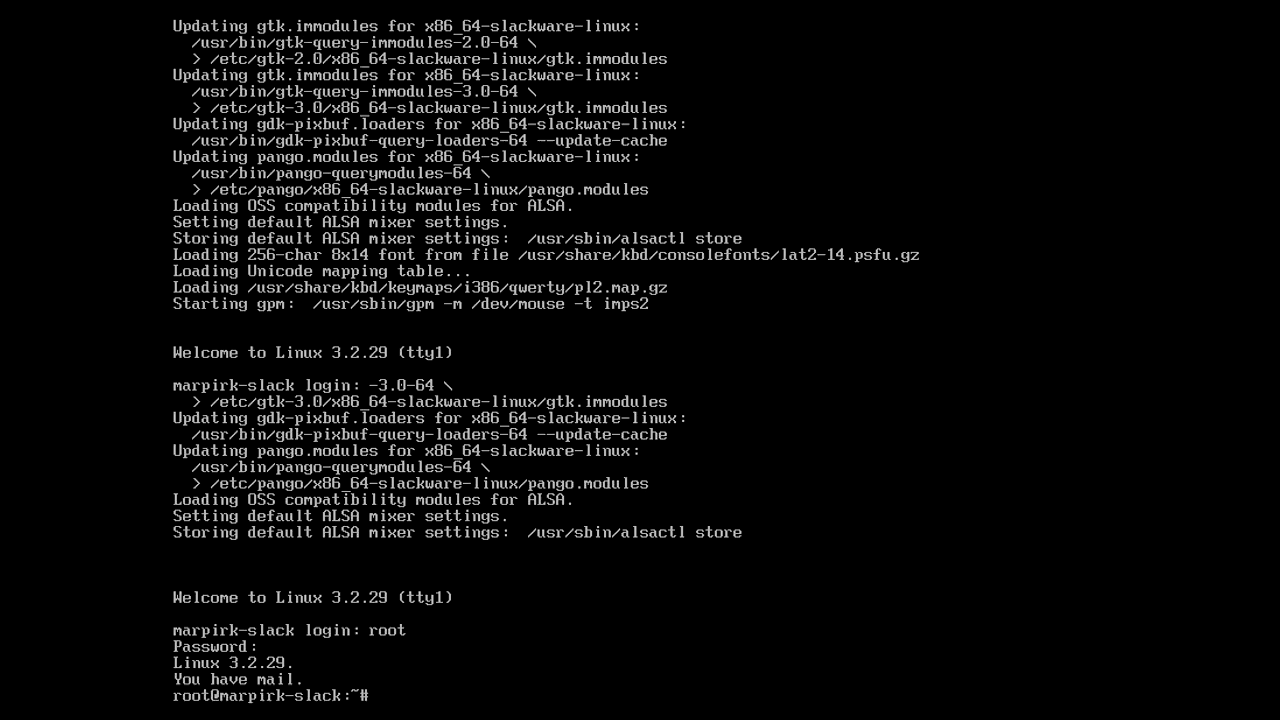 Updating gtk.immodules for x86_64-slackware-linux:
  /usr/bin/gtk-query-immodules-2.0-64 \
  > /etc/gtk-2.0/x86_64-slackware-linux/gtk.immodules
Updating gtk.immodules for x86_64-slackware-linux:
  /usr/bin/gtk-query-immodules-3.0-64 \
  > /etc/gtk-3.0/x86_64-slackware-linux/gtk.immodules
Updating gdk-pixbuf.loaders for x86_64-slackware-linux:
  /usr/bin/gdk-pixbuf-query-loaders-64 --update-cache
Updating pango.modules for x86_64-slackware-linux:
  /usr/bin/pango-querymodules-64 \
  > /etc/pango/x86_64-slackware-linux/pango.modules
Loading OSS compatibility modules for ALSA.
Setting default ALSA mixer settings.
Storing default ALSA mixer settings:  /usr/sbin/alsactl store
Loading 256-char 8x14 font from file /usr/share/kbd/consolefonts/lat2-14.psfu.gz
Loading Unicode mapping table...
Loading /usr/share/kbd/keymaps/i386/qwerty/pl2.map.gz
Starting gpm:  /usr/sbin/gpm -m /dev/mouse -t imps2
Welcome to Linux 3.2.29 (tty1)
marpirk-slack login: -3.0-64 \
  > /etc/gtk-3.0/x86_64-slackware-linux/gtk.immodules
Updating gdk-pixbuf.loaders for x86_64-slackware-linux:
  /usr/bin/gdk-pixbuf-query-loaders-64 --update-cache
Updating pango.modules for x86_64-slackware-linux:
  /usr/bin/pango-querymodules-64 \
  > /etc/pango/x86_64-slackware-linux/pango.modules
Loading OSS compatibility modules for ALSA.
Setting default ALSA mixer settings.
Storing default ALSA mixer settings:  /usr/sbin/alsactl store
Welcome to Linux 3.2.29 (tty1)
marpirk-slack login: root
Password:
Linux 3.2.29.
You have mail.
root@marpirk-slack:~#